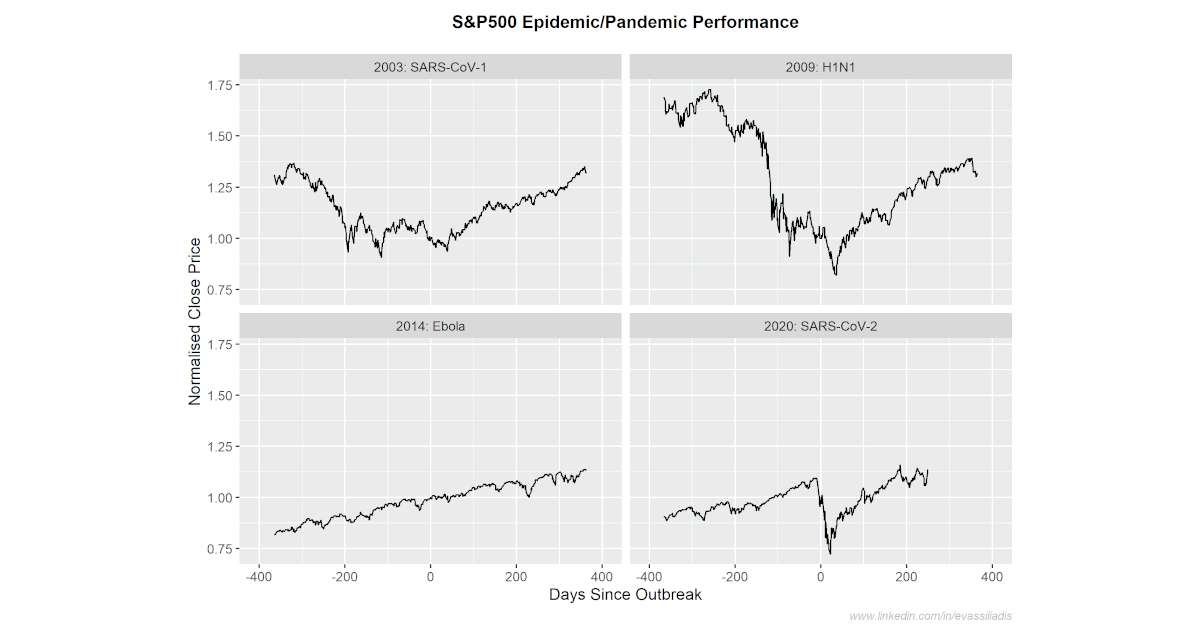 S&P500 Epidemic/Pandemic Performance
2003: SARS-CoV-1
2009: H1N1
1.75
1.50
1.25
1.00
0.75
Normalised Close Price
2014: Ebola
2020: SARS-CoV-2
1.75
1.50
1.25
1.00
0.75
-400 -200 0 200 400
-400 -200 0 200 400
Days Since Outbreak
www.linkedin.com/in/evassiliadis